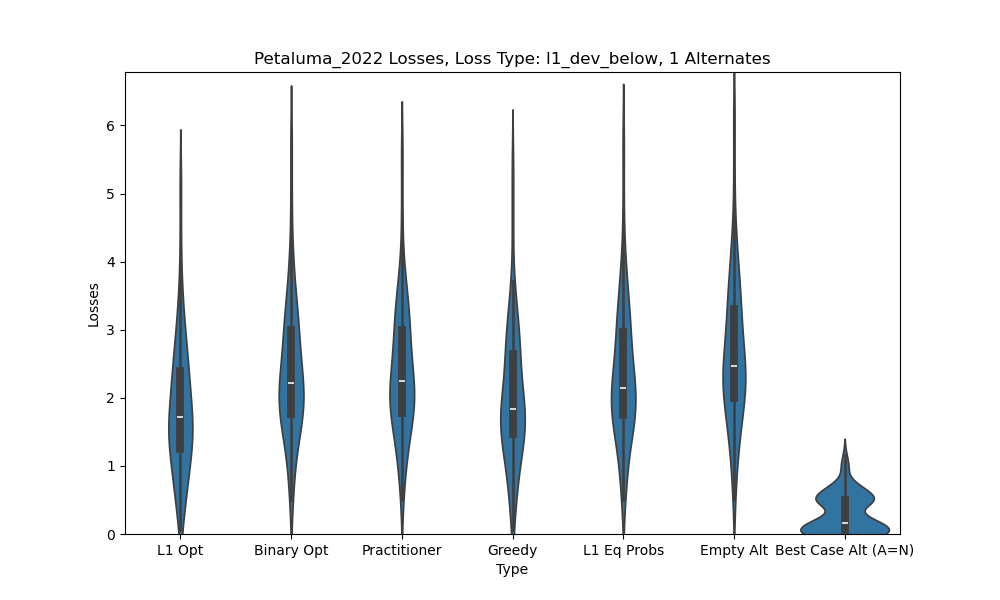 Petaluma_2022 Losses, Loss Type: l1_dev_below, 1 Alternates
Losses
6
5
4
3
2
1
0
L1 Opt
Binary Opt
Practitioner
Greedy
L1 Eq Probs
Empty Alt
Best Case Alt (A=N)
Type